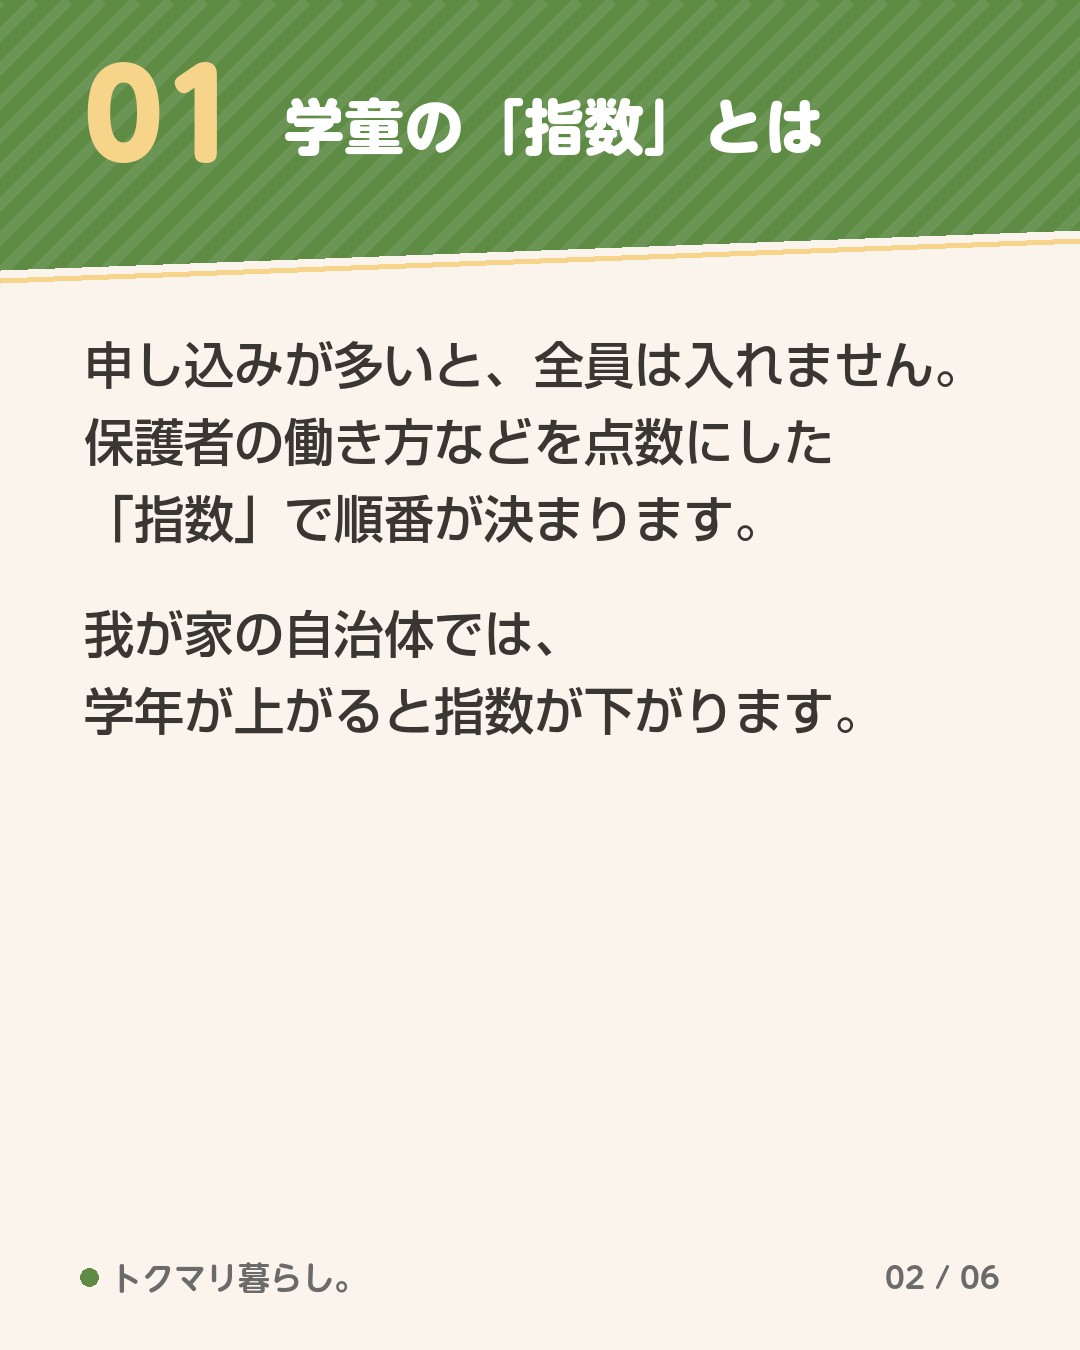 01 学童の「指数」とは
申し込みが多いと、全員は入れません。
保護者の働き方などを点数にした
「指数」で順番が決まります。
我が家の自治体では、
学年が上がると指数が下がります。
トクマリ暮らし。
02 / 06